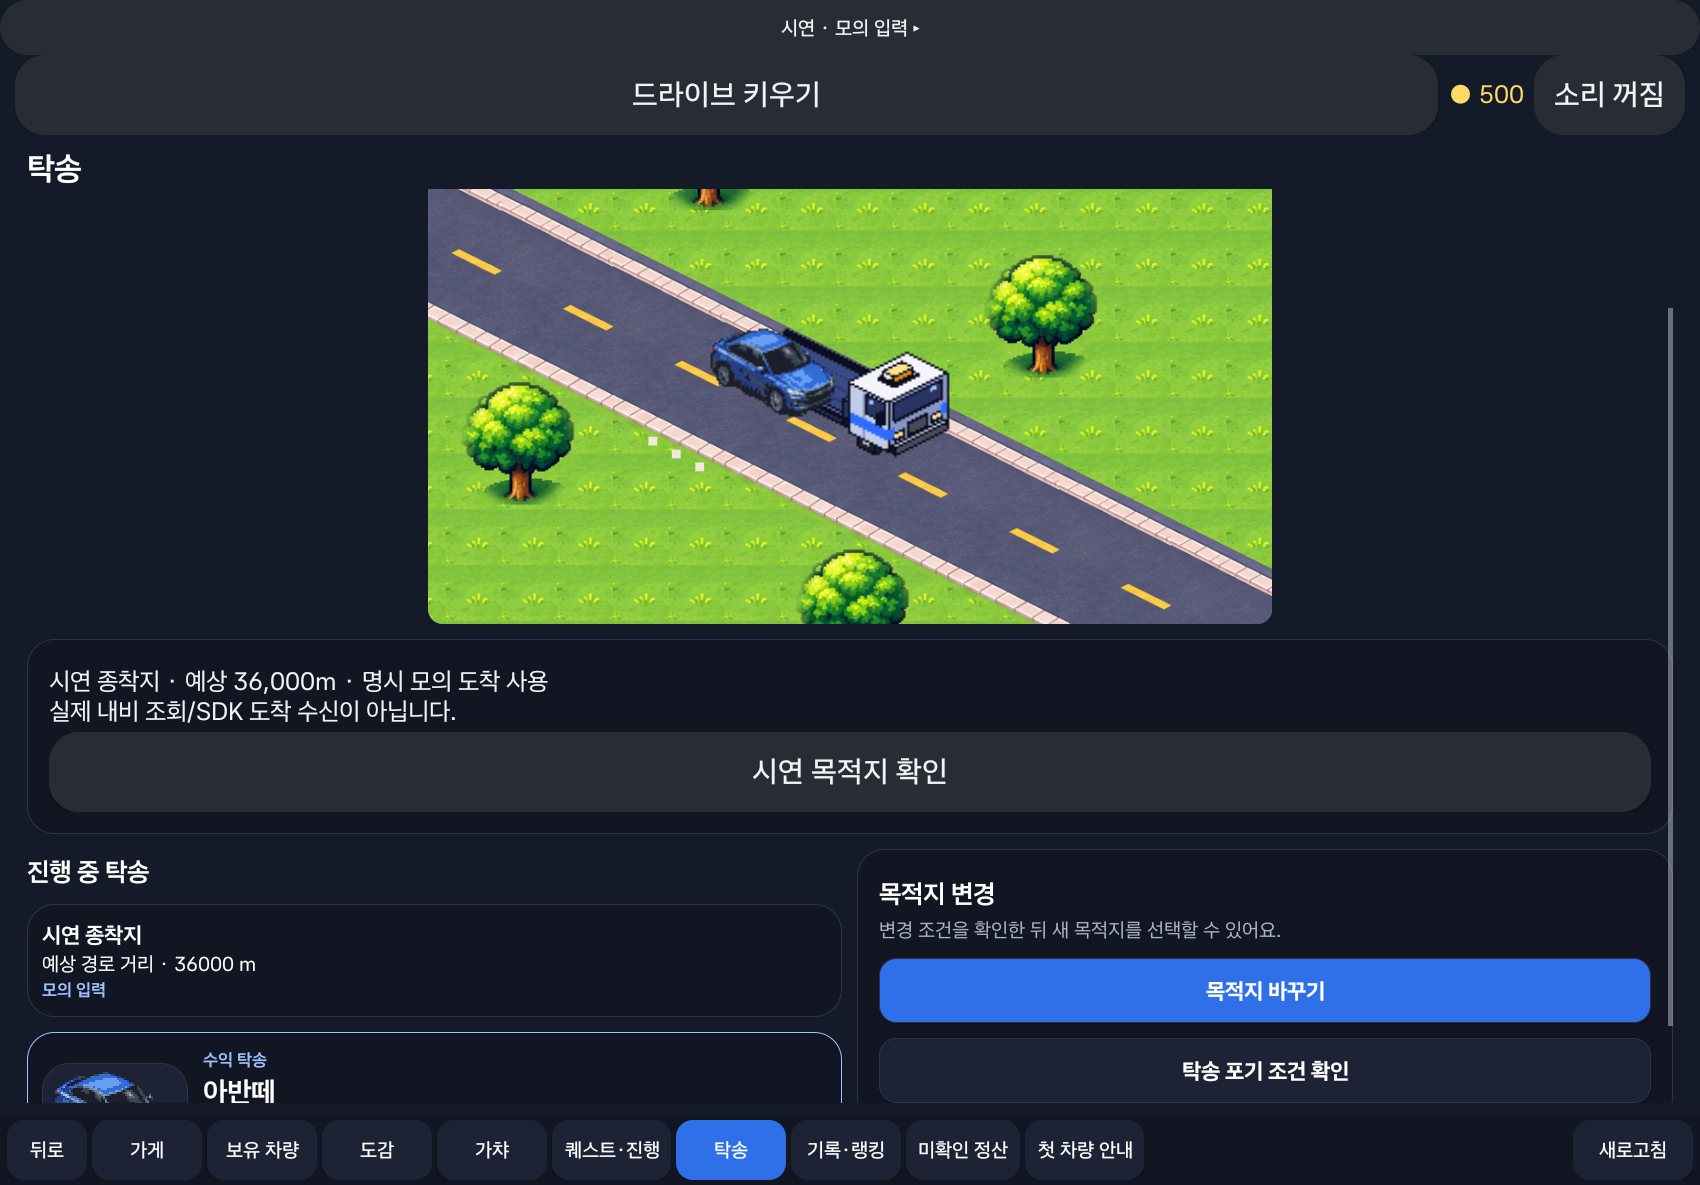 시연 · 모의 입력 ▸
드라이브 키우기
500
소리 꺼짐
탁송
시연 종착지 · 예상 36,000m · 명시 모의 도착 사용
실제 내비 조회/SDK 도착 수신이 아닙니다.
시연 목적지 확인
진행 중 탁송
시연 종착지
예상 경로 거리 · 36000 m
모의 입력
수익 탁송
아반떼
목적지 변경
변경 조건을 확인한 뒤 새 목적지를 선택할 수 있어요.
목적지 바꾸기
탁송 포기 조건 확인
뒤로
가게
보유 차량
도감
가챠
퀘스트·진행
탁송
기록·랭킹
미확인 정산
첫 차량 안내
새로고침